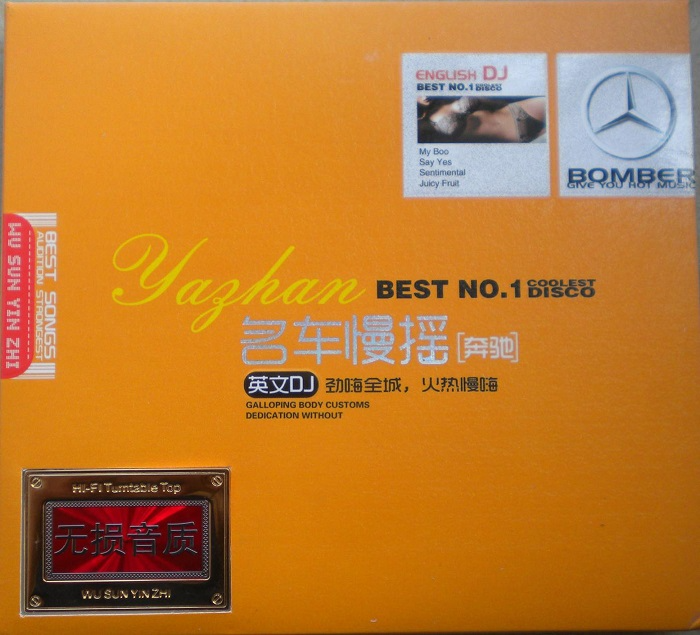 ENGLISH DJ
BEST NO.1 COOLEST DISCO
My Boo
Say Yes
Sentimental
Juicy Fruit
BOMBER
GIVE YOU HOT MUSIC
BEST SONGS
AUDITION STRONGEST
WU SUN YIN ZHI
Yazhan BEST NO.1 COOLEST DISCO
名车慢摇[奔驰]
英文DJ 劲嗨全城，火热慢嗨
GALLOPING BODY CUSTOMS
DEDICATION WITHOUT
HI-FI Turntable Top
无损音质
WU SUN YIN ZHI